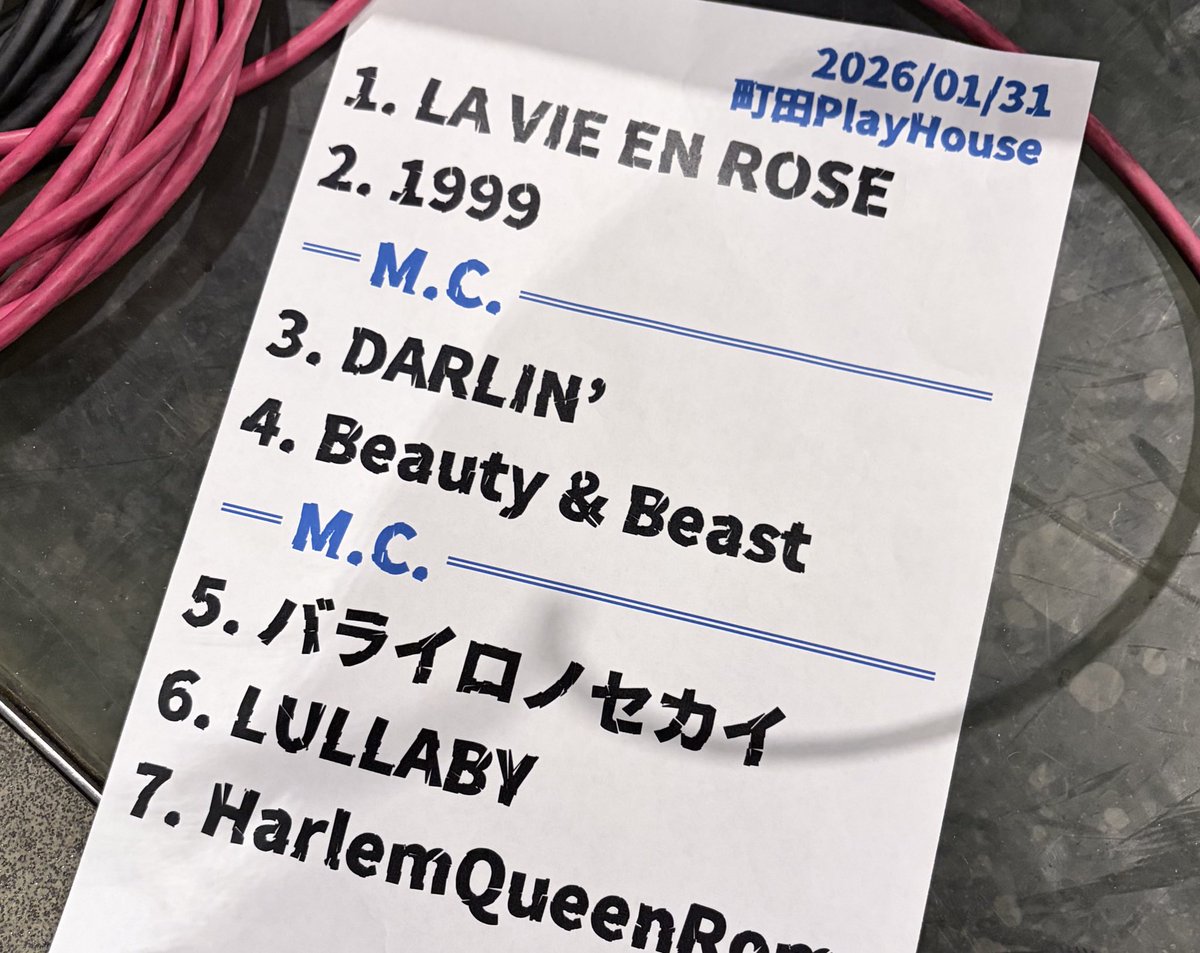 2026/01/31
町田PlayHouse
1. LA VIE EN ROSE
2. 1999
M.C.
3. DARLIN’
4. Beauty & Beast
M.C.
5. バライロノセカイ
6. LULLABY
7. HarlemQueenRom